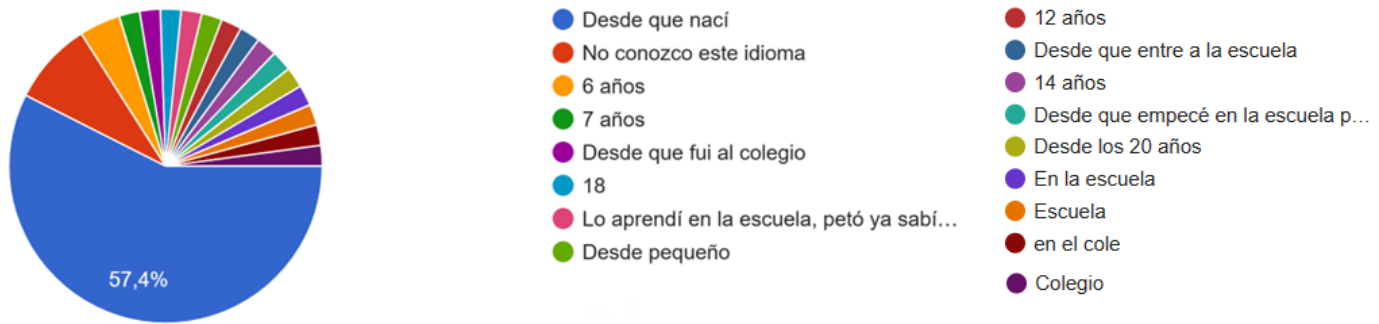 57,4%
Desde que nací
No conozco este idioma
6 años
7 años
Desde que fui al colegio
18
Lo aprendí en la escuela, petó ya sabí…
Desde pequeño
12 años
Desde que entre a la escuela
14 años
Desde que empecé en la escuela p…
Desde los 20 años
En la escuela
Escuela
en el cole
Colegio